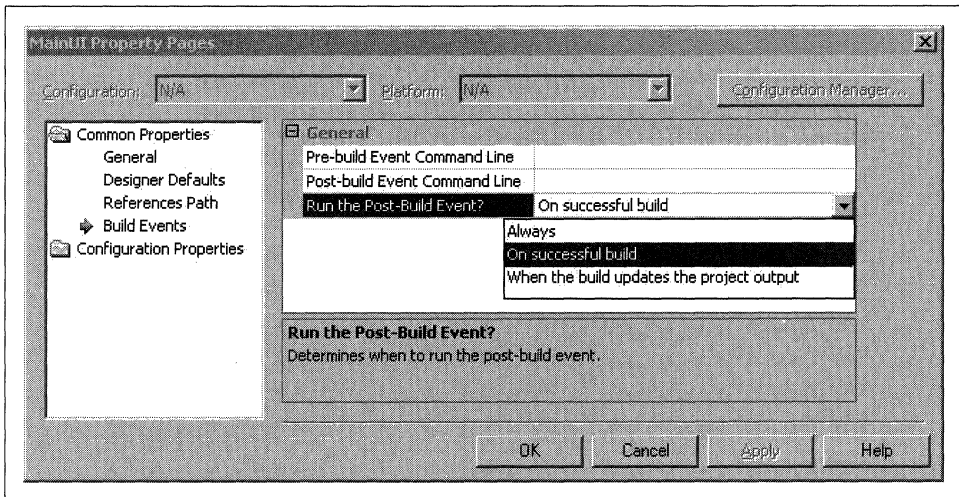 MainUI Property Pages
Configuration: N/A Platform: N/A Configuration Manager...
Common Properties
General
Designer Defaults
References Path
Build Events
Configuration Properties
General
Pre-build Event Command Line
Post-build Event Command Line
Run the Post-Build Event? On successful build
Always
On successful build
When the build updates the project output
Run the Post-Build Event?
Determines when to run the post-build event.
OK Cancel Apply Help